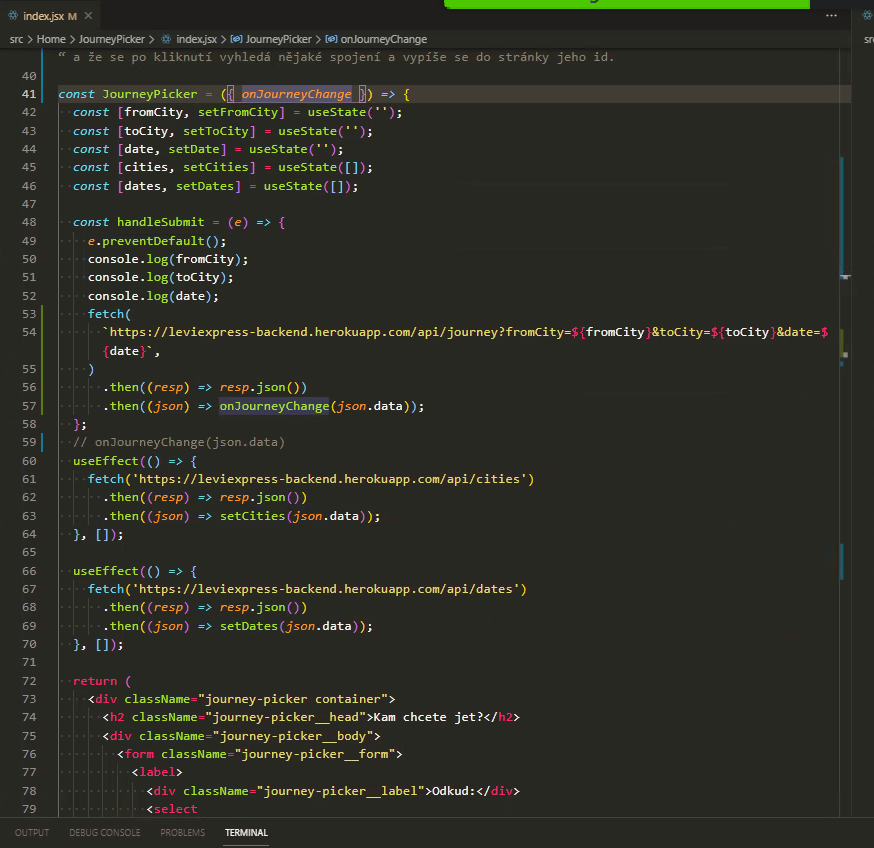 index.jsx M ×
src > Home > JourneyPicker > index.jsx > JourneyPicker > onJourneyChange
“ a že se po kliknutí vyhledá nějaké spojení a vypíše se do stránky jeho id.
40
41 const JourneyPicker = ({ onJourneyChange }) => {
42 const [fromCity, setFromCity] = useState('');
43 const [toCity, setToCity] = useState('');
44 const [date, setDate] = useState('');
45 const [cities, setCities] = useState([]);
46 const [dates, setDates] = useState([]);
47
48 const handleSubmit = (e) => {
49 e.preventDefault();
50 console.log(fromCity);
51 console.log(toCity);
52 console.log(date);
53 fetch(
54 `https://leviexpress-backend.herokuapp.com/api/journey?fromCity=${fromCity}&toCity=${toCity}&date=$
{date}`,
55 )
56 .then((resp) => resp.json())
57 .then((json) => onJourneyChange(json.data));
58 };
59 // onJourneyChange(json.data)
60 useEffect(() => {
61 fetch('https://leviexpress-backend.herokuapp.com/api/cities')
62 .then((resp) => resp.json())
63 .then((json) => setCities(json.data));
64 }, []);
65
66 useEffect(() => {
67 fetch('https://leviexpress-backend.herokuapp.com/api/dates')
68 .then((resp) => resp.json())
69 .then((json) => setDates(json.data));
70 }, []);
71
72 return (
73 <div className="journey-picker container">
74 <h2 className="journey-picker__head">Kam chcete jet?</h2>
75 <div className="journey-picker__body">
76 <form className="journey-picker__form">
77 <label>
78 <div className="journey-picker__label">Odkud:</div>
79 <select
OUTPUT DEBUG CONSOLE PROBLEMS TERMINAL